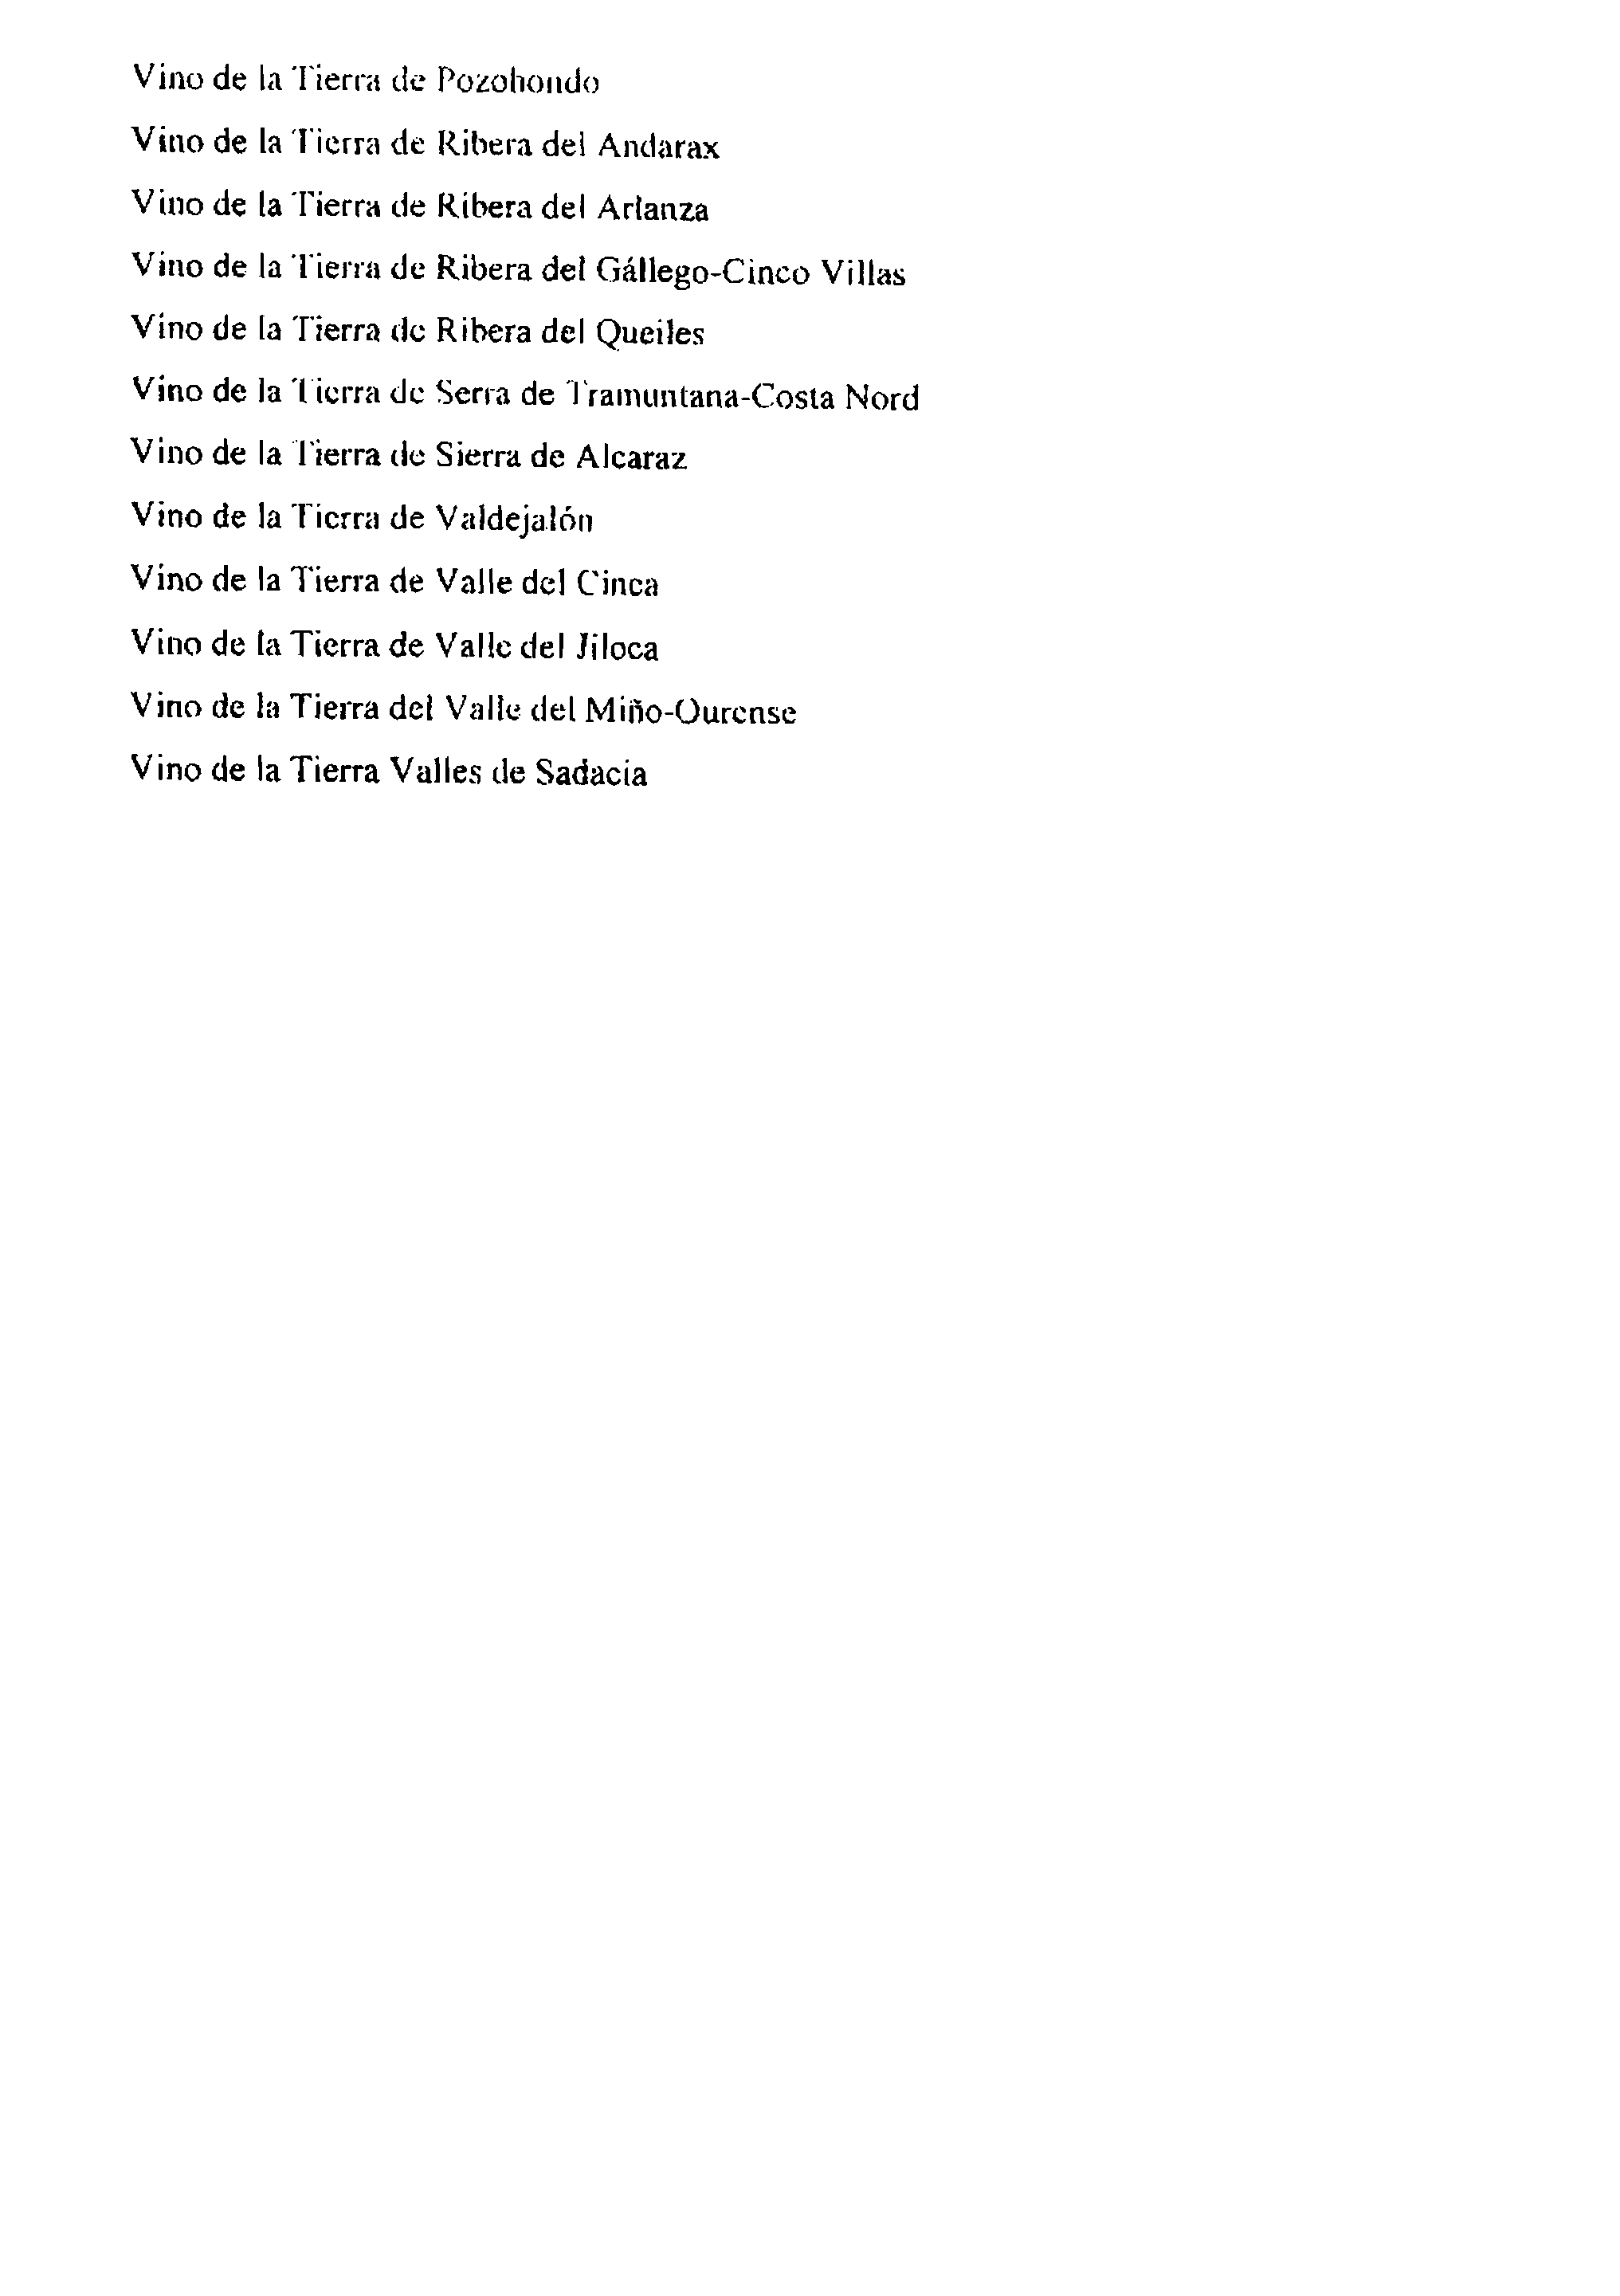 Vino de la Tierra de Pozohondo
Vino de la Tierra de Ribera del Andarax
Vino de la Tierra de Ribera del Arlanza
Vino de la Tierra de Ribera del Gállego-Cinco Villas
Vino de la Tierra de Ribera del Queiles
Vino de la Tierra de Serra de Tramuntana-Costa Nord
Vino de la Tierra de Sierra de Alcaraz
Vino de la Tierra de Valdejalón
Vino de la Tierra de Valle del Cinca
Vino de la Tierra de Valle del Jiloca
Vino de la Tierra del Valle del Miño-Ourense
Vino de la Tierra Valles de Sadacia